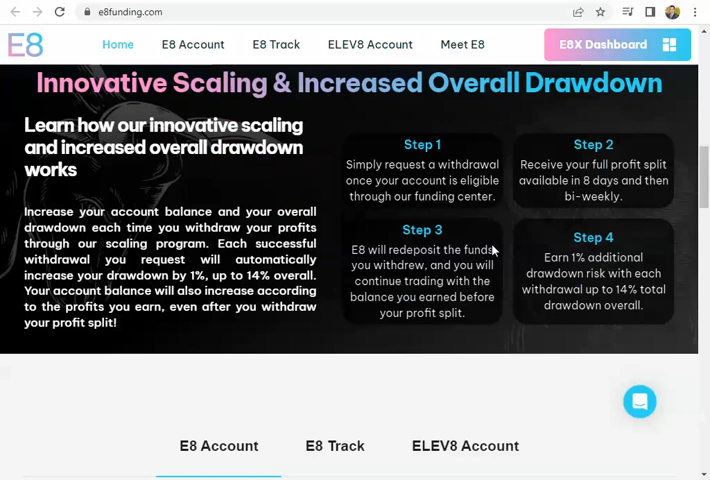 e8funding.com
E8
Home
E8 Account
E8 Track
ELEV8 Account
Meet E8
E8X Dashboard
Innovative Scaling & Increased Overall Drawdown
Learn how our innovative scaling
and increased overall drawdown
works
Increase your account balance and your overall
drawdown each time you withdraw your profits
through our scaling program. Each successful
withdrawal you request will automatically
increase your drawdown by 1%, up to 14% overall.
Your account balance will also increase according
to the profits you earn, even after you withdraw
your profit split!
Step 1
Simply request a withdrawal
once your account is eligible
through our funding center.
Step 2
Receive your full profit split
available in 8 days and then
bi-weekly.
Step 3
E8 will redeposit the funds
you withdrew, and you will
continue trading with the
balance you earned before
your profit split.
Step 4
Earn 1% additional
drawdown risk with each
withdrawal up to 14% total
drawdown overall.
E8 Account
E8 Track
ELEV8 Account